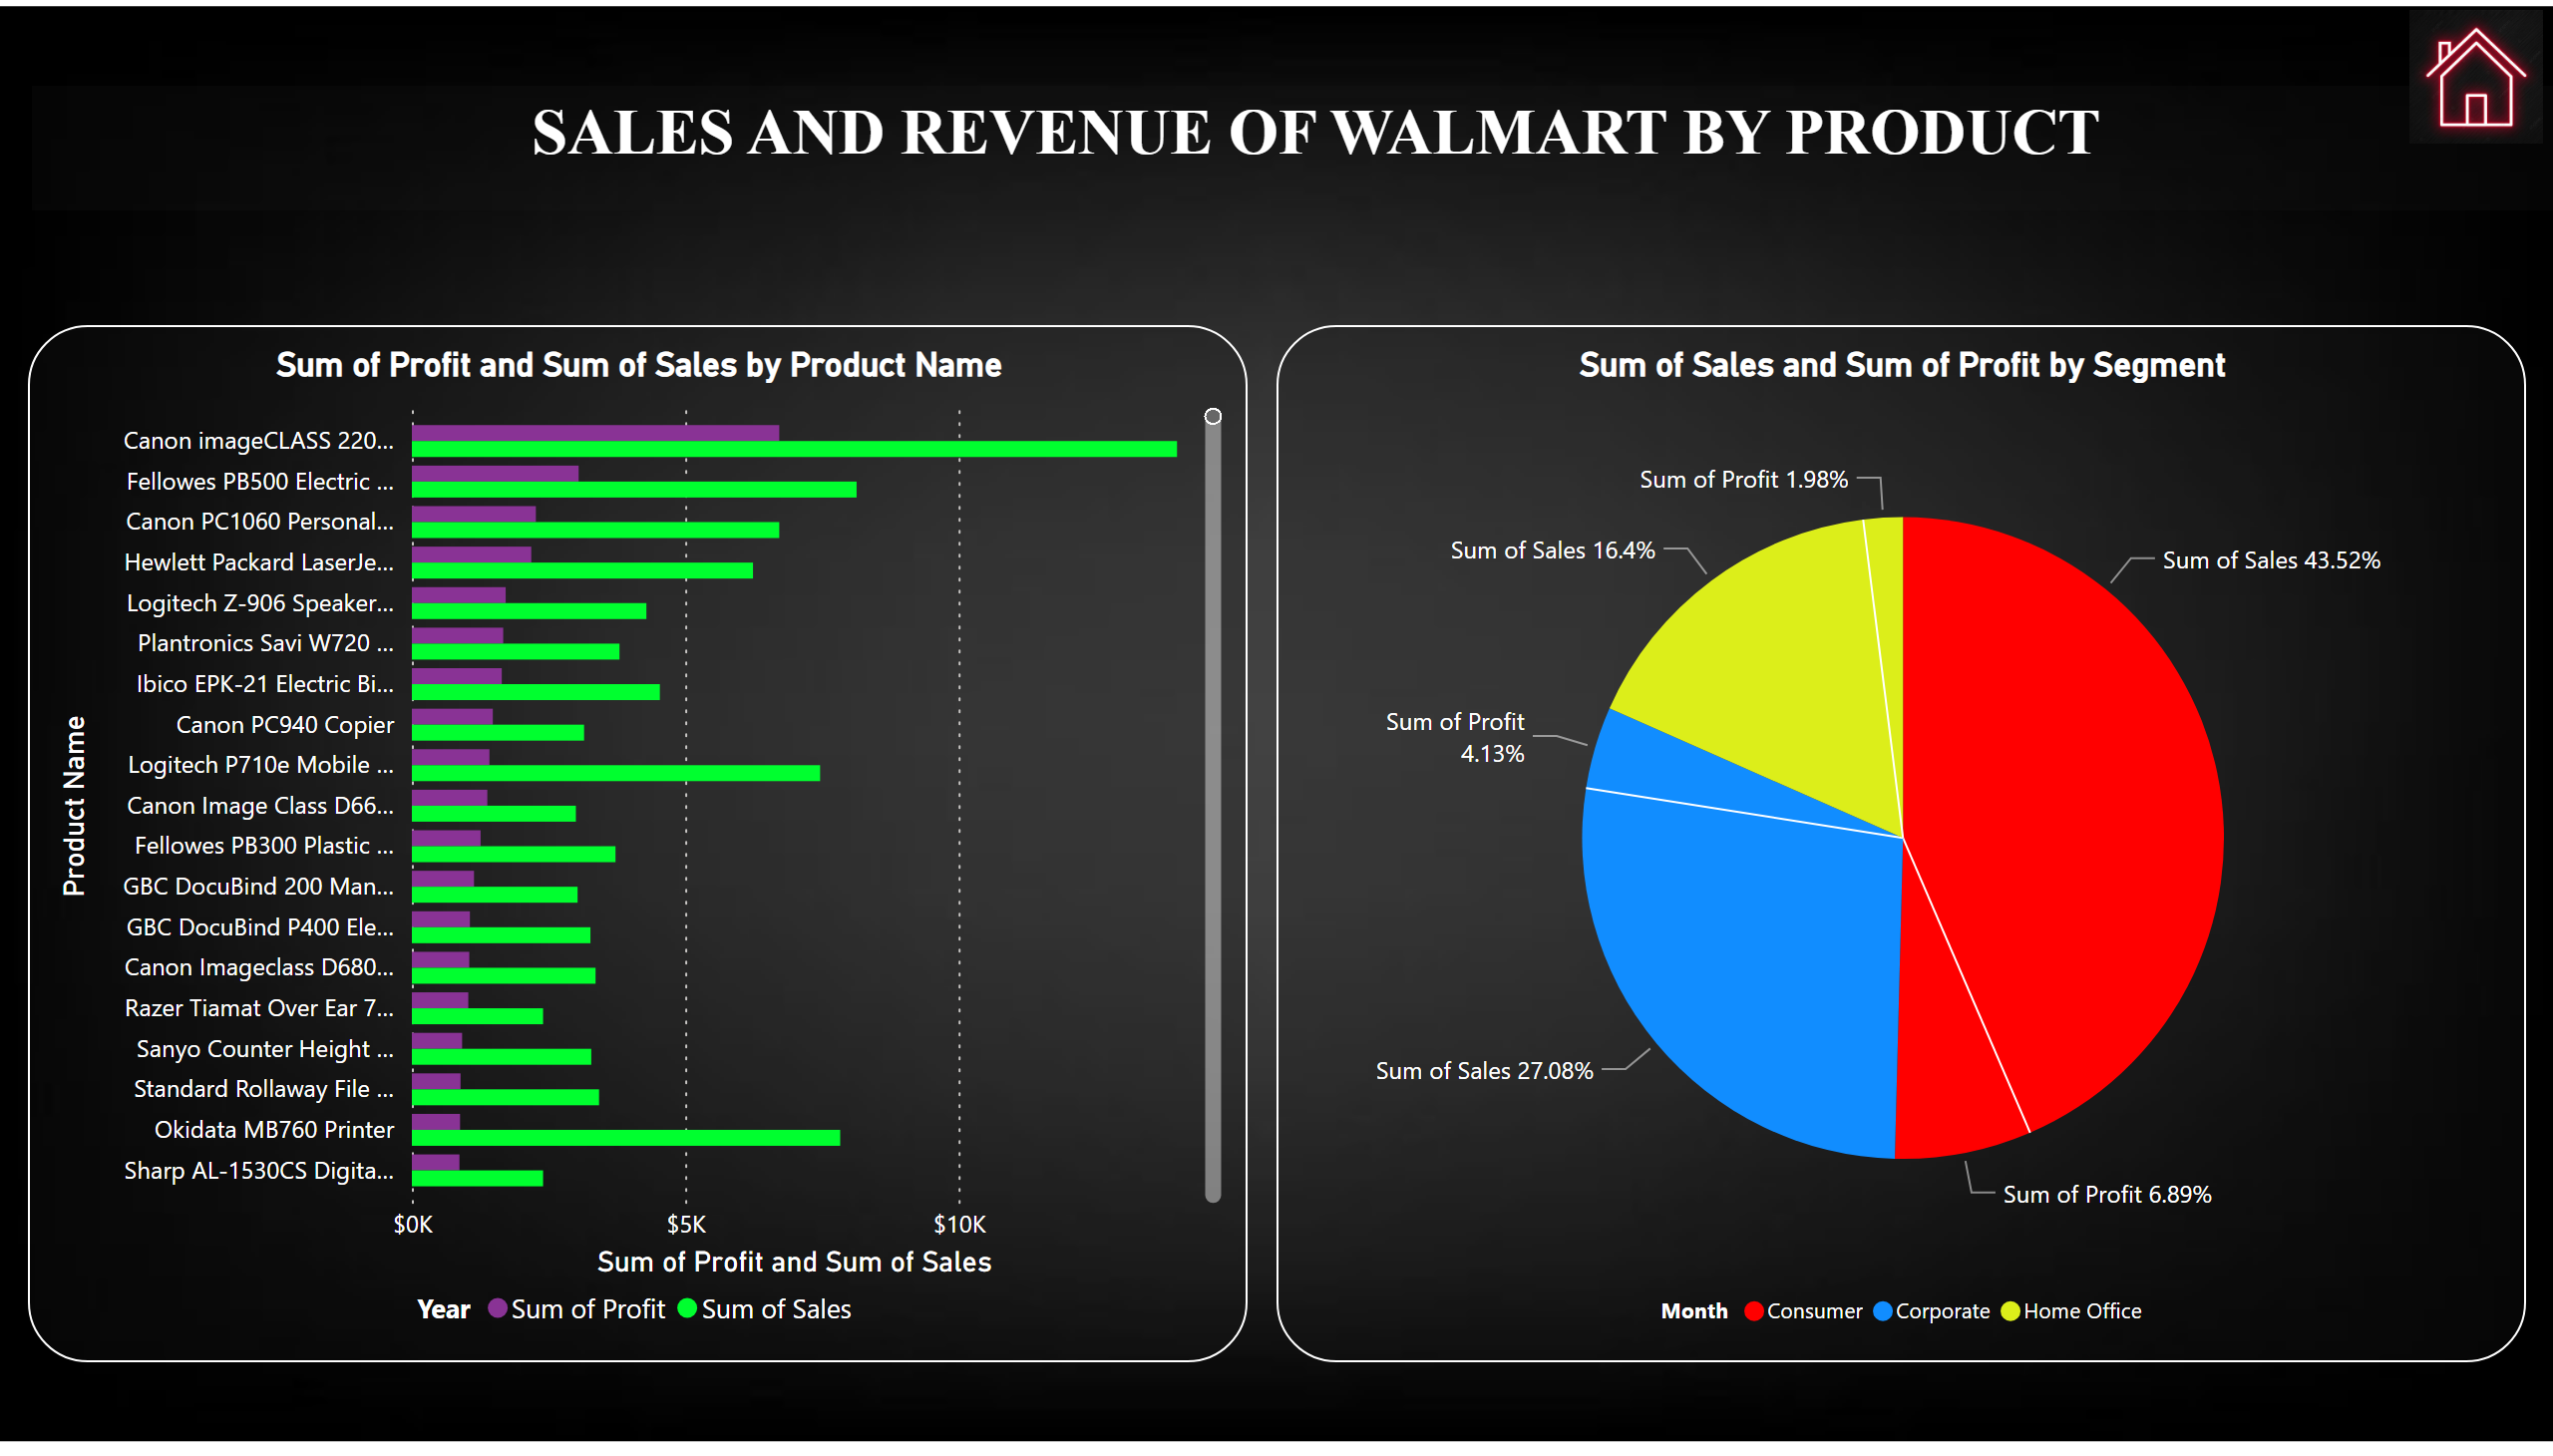 SALES AND REVENUE OF WALMART BY PRODUCT
Sum of Profit and Sum of Sales by Product Name
Product Name
Canon imageCLASS 220...
Fellowes PB500 Electric ...
Canon PC1060 Personal...
Hewlett Packard LaserJe...
Logitech Z-906 Speaker...
Plantronics Savi W720 ...
Ibico EPK-21 Electric Bi...
Canon PC940 Copier
Logitech P710e Mobile ...
Canon Image Class D66...
Fellowes PB300 Plastic ...
GBC DocuBind 200 Man...
GBC DocuBind P400 Ele...
Canon Imageclass D680...
Razer Tiamat Over Ear 7...
Sanyo Counter Height ...
Standard Rollaway File ...
Okidata MB760 Printer
Sharp AL-1530CS Digita...
$0K $5K $10K
Sum of Profit and Sum of Sales
Year Sum of Profit Sum of Sales
Sum of Sales and Sum of Profit by Segment
Sum of Profit 1.98%
Sum of Sales 16.4%
Sum of Sales 43.52%
Sum of Profit
4.13%
Sum of Sales 27.08%
Sum of Profit 6.89%
Month Consumer Corporate Home Office